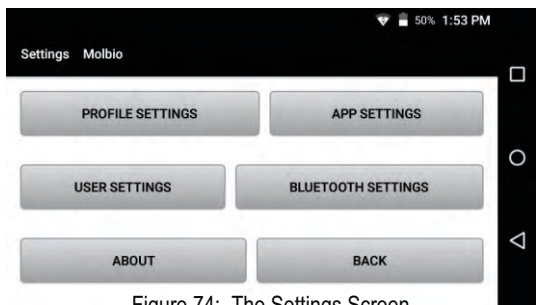 50% 1:53 PM
Settings Molbio
PROFILE SETTINGS APP SETTINGS
USER SETTINGS BLUETOOTH SETTINGS
ABOUT BACK
Figure 74: The Settings Screen